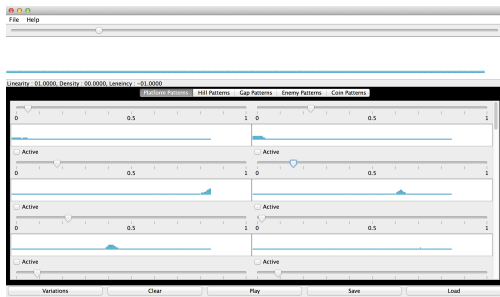 File Help
Linearity : 01.0000, Density : 00.0000, Leneincy : -01.0000
Platform Patterns Hill Patterns Gap Patterns Enemy Patterns Coin Patterns
0 0.5 1 0 0.5 1
Active Active
0 0.5 1 0 0.5 1
Active Active
0 0.5 1 0 0.5 1
Active Active
Variations Clear Play Save Load